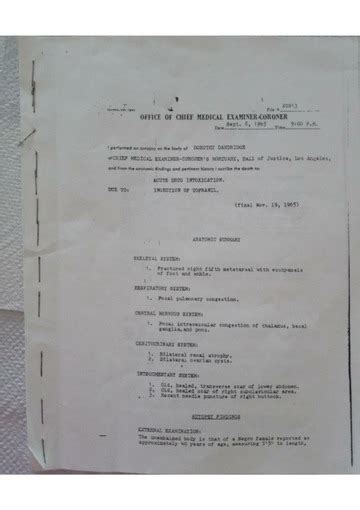 File # 20813
OFFICE OF CHIEF MEDICAL EXAMINER-CORONER
Date Sept. 8, 1965 Time 9:00 P.M.
I performed an autopsy on the body of DOROTHY DANDRIDGE
CHIEF MEDICAL EXAMINER-CORONER'S MORTUARY, Hall of Justice, Los Angeles,
and from the anatomic findings and pertinent history I ascribe the death to:
ACUTE DRUG INTOXICATION.
DUE TO: INGESTION OF TOFRANIL.
(final Nov. 19, 1965)
ANATOMIC SUMMARY
SKELETAL SYSTEM:
1. Fractured right fifth metatarsal with ecchymosis
of foot and ankle.
RESPIRATORY SYSTEM:
1. Focal pulmonary congestion.
CENTRAL NERVOUS SYSTEM:
1. Focal intravascular congestion of thalamus, basal
ganglia, and pons.
GENITOURINARY SYSTEM:
1. Bilateral renal atrophy.
2. Bilateral ovarian cysts.
INTEGUMENTARY SYSTEM:
1. Old, healed, transverse scar of lower abdomen.
2. Old, healed scar of right area.
3. Recent needle puncture of right buttock.
AUTOPSY FINDINGS
EXTERNAL EXAMINATION:
The unembalmed body is that of a Negro female reported as
approximately 40 years of age, measuring 5'5" in length,